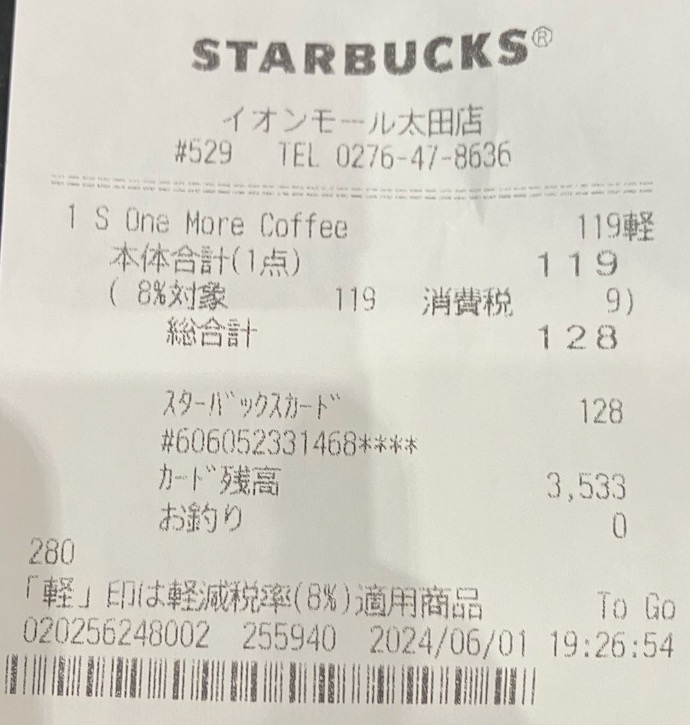 STARBUCKS®
イオンモール太田店
#529 TEL 0276-47-8636
1 S One More Coffee 119軽
本体合計(1点) 119
( 8%対象 119 消費税 9)
総合計 128
スターバックスカード 128
#606052331468****
カード残高 3,533
お釣り 0
280
「軽」印は軽減税率(8%)適用商品 To Go
020256248002 255940 2024/06/01 19:26:54